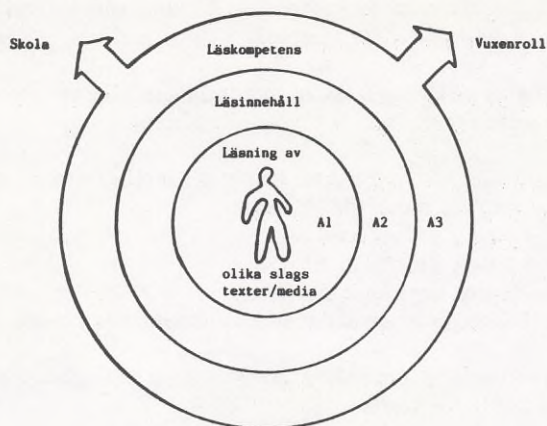 Skola
Vuxenroll
Läskompetens
Läsinnehåll
Läsning av
A1 A2 A3
olika slags
texter/media